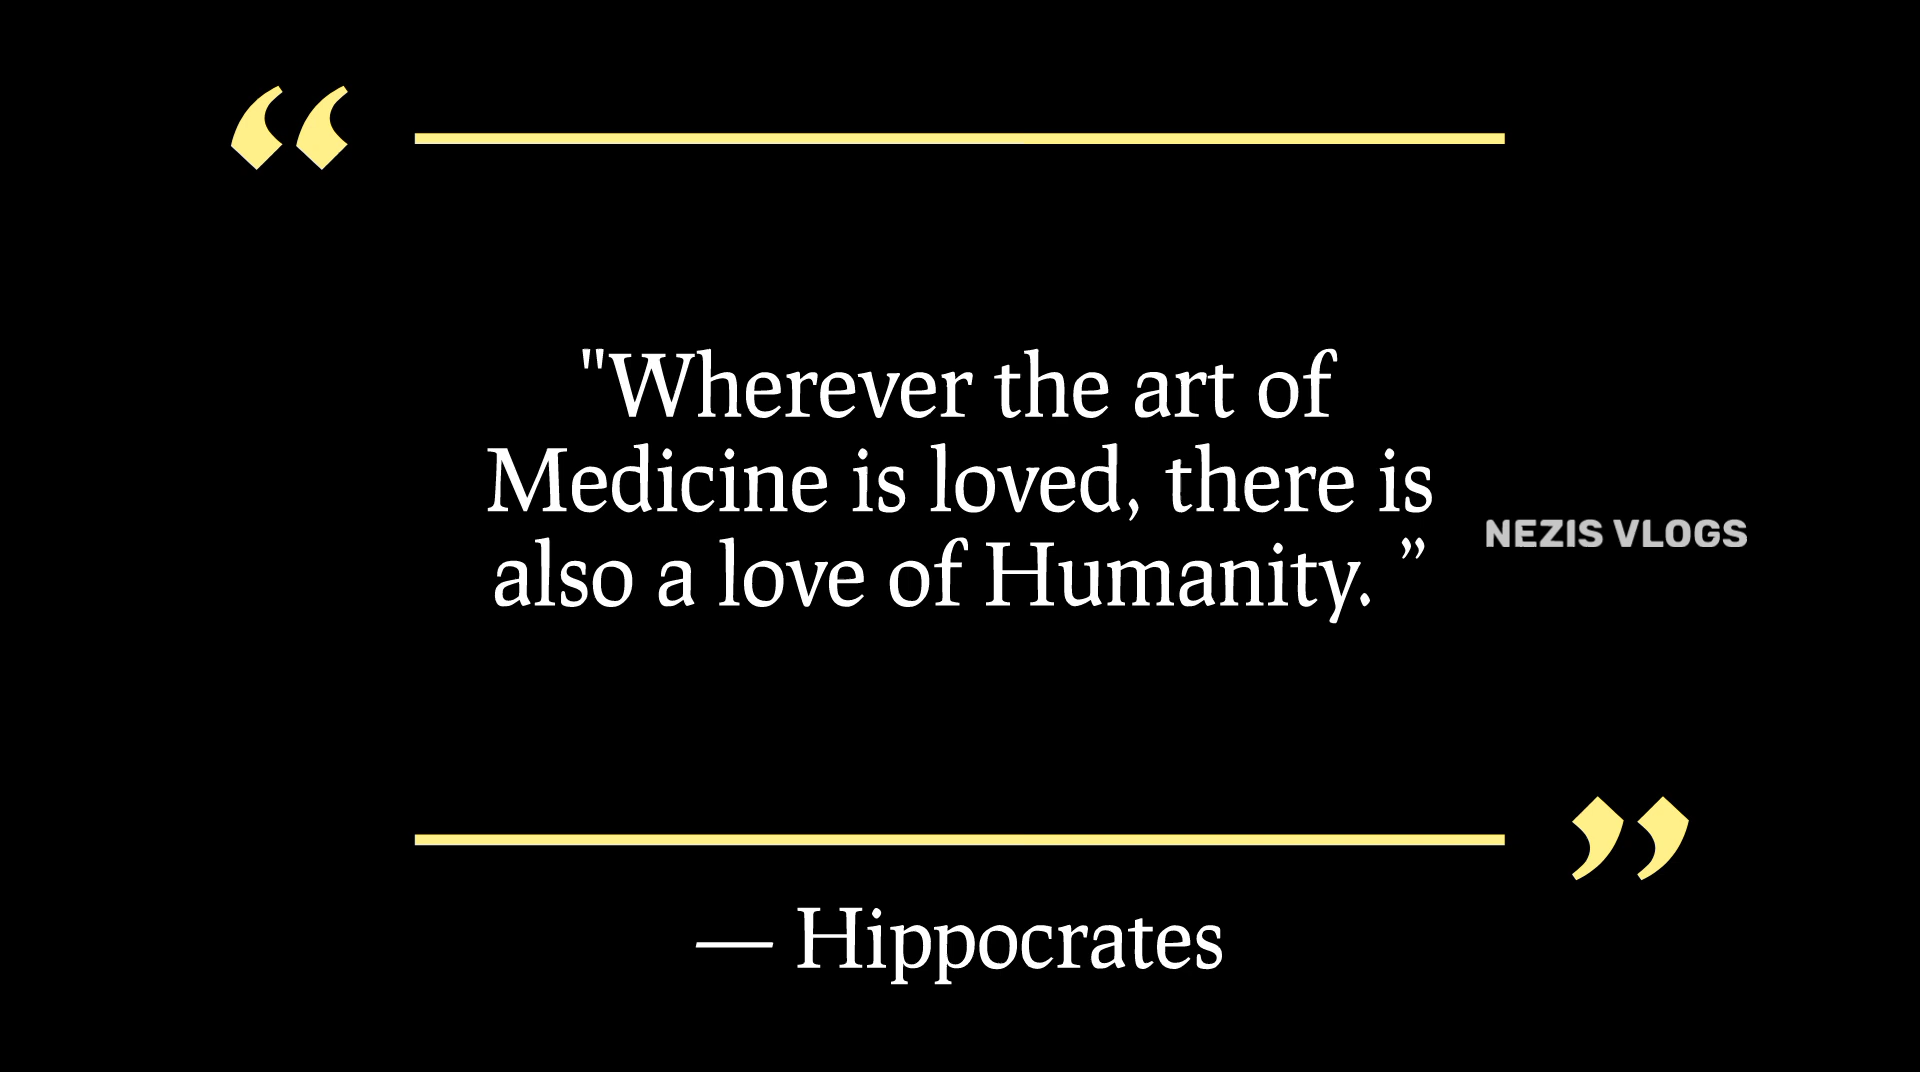 “
"Wherever the art of
Medicine is loved, there is
also a love of Humanity. ”
NEZIS VLOGS
”
— Hippocrates